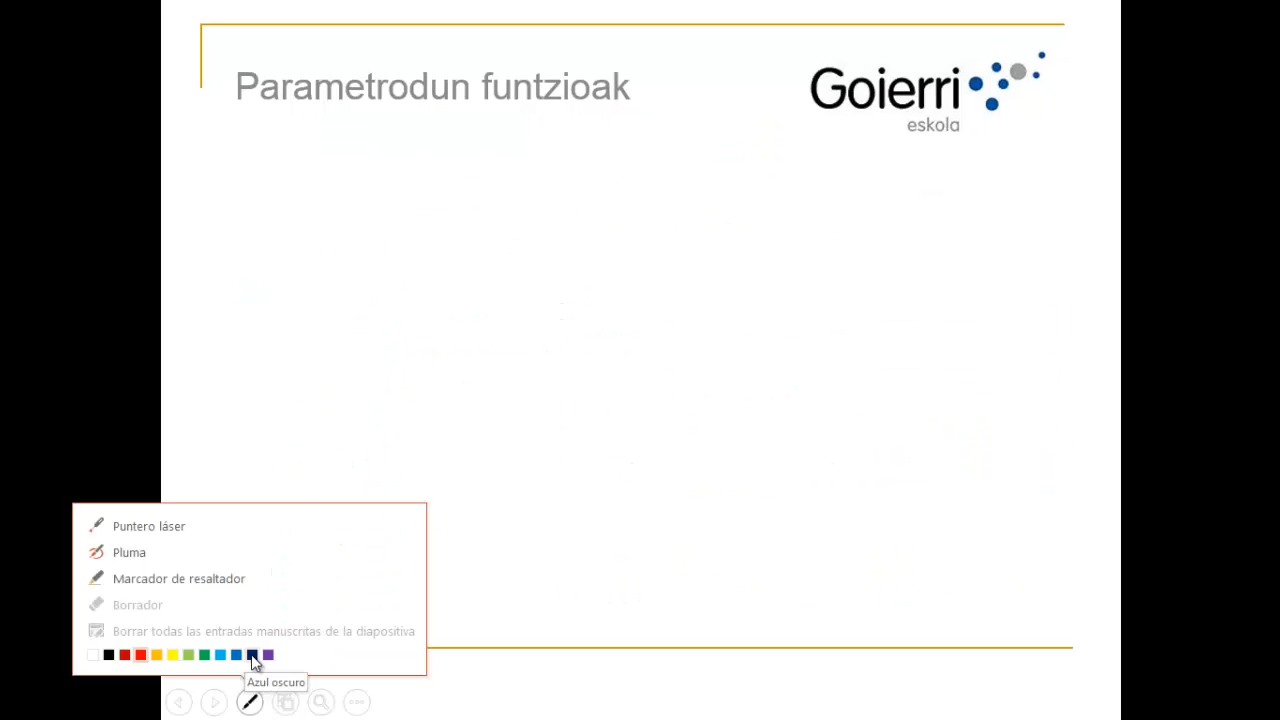 Parametrodun funtzioak
Goierri
eskola
Puntero láser
Pluma
Marcador de resaltador
Borrador
Borrar todas las entradas manuscritas de la diapositiva
Azul oscuro